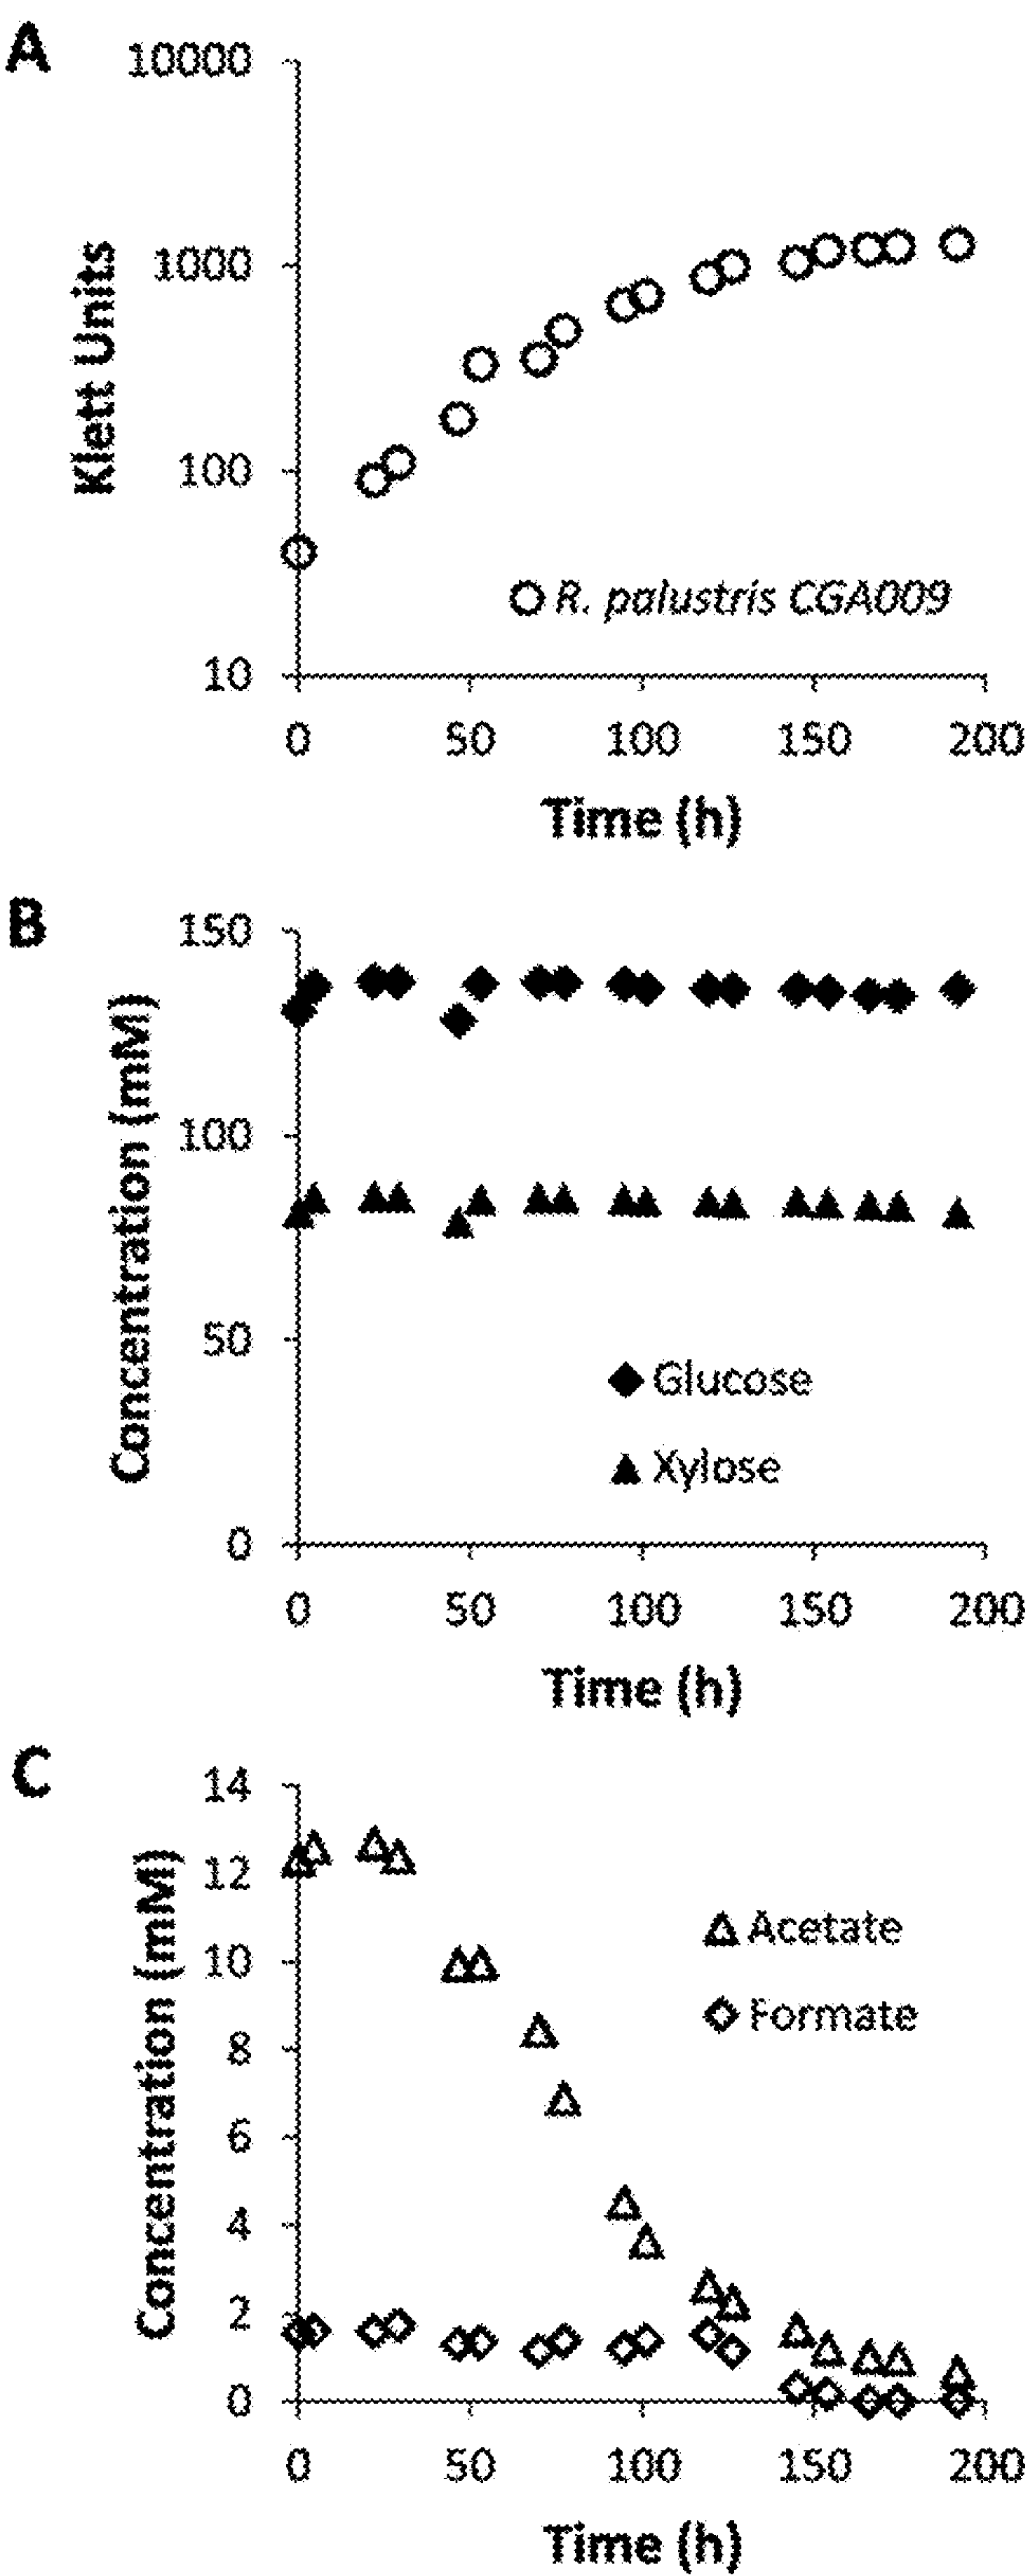 A
10000
1000
100
10
Klett Units
R. palustris CGA009
0 50 100 150 200
Time (h)
B
150
100
50
0
Concentration (mM)
Glucose
Xylose
0 50 100 150 200
Time (h)
C
14
12
10
8
6
4
2
0
Concentration (mM)
Acetate
Formate
0 50 100 150 200
Time (h)